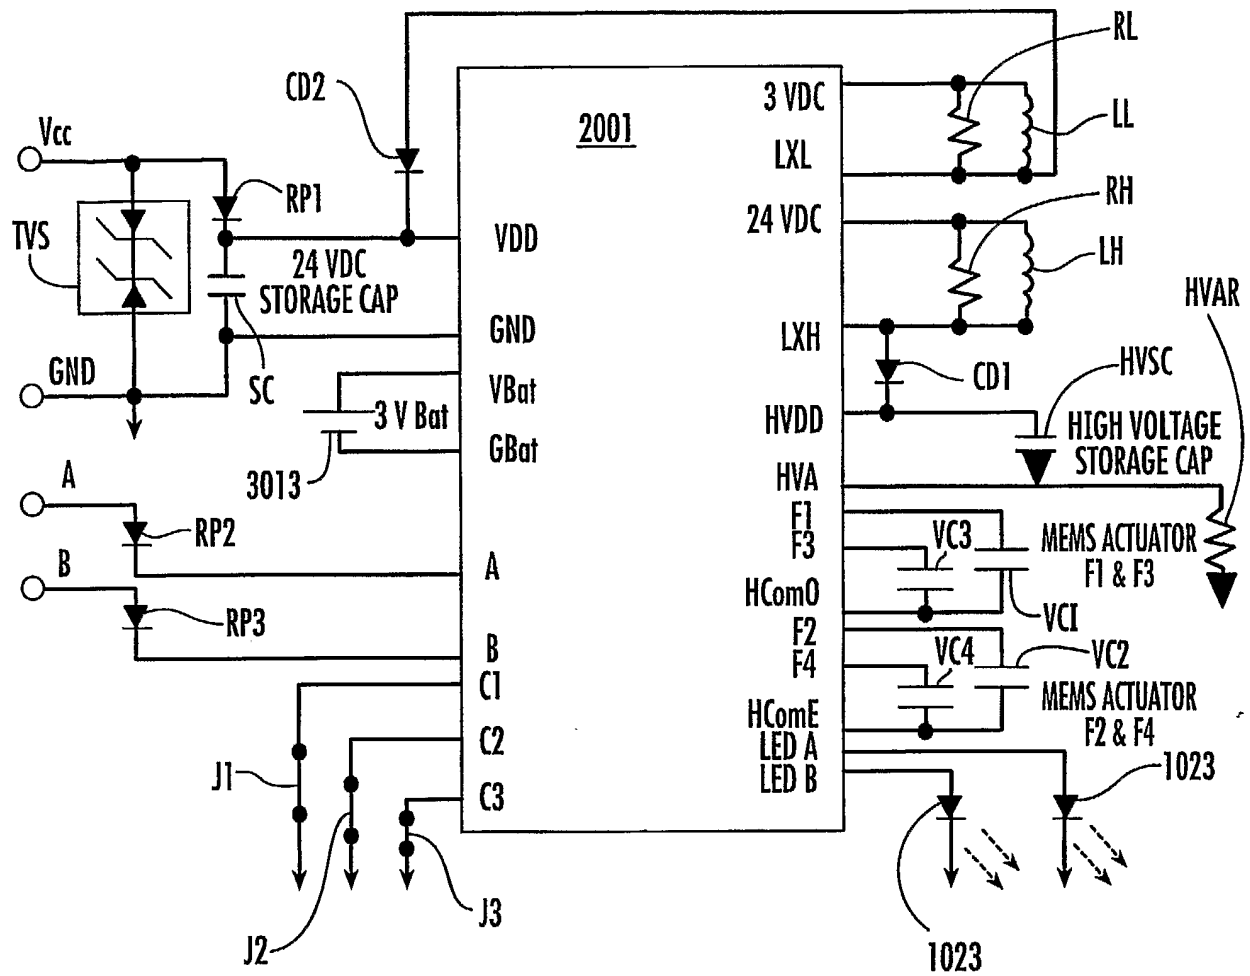 RL
CD2
3 VDC
LL
Vcc
2001
LXL
RP1
RH
TVS
VDD
24 VDC
24 VDC
STORAGE CAP
LH
HVAR
GND
LXH
GND
SC
VBat
3 V Bat
CD1
HVSC
HVDD
GBat
HIGH VOLTAGE
STORAGE CAP
3013
HVA
A
F1
RP2
F3
VC3
MEMS ACTUATOR
F1 & F3
B
A
HComO
RP3
F2
VCI
B
F4
VC4
VC2
C1
MEMS ACTUATOR
F2 & F4
HComE
C2
LED A
LED B
1023
J1
C3
J3
J2
1023